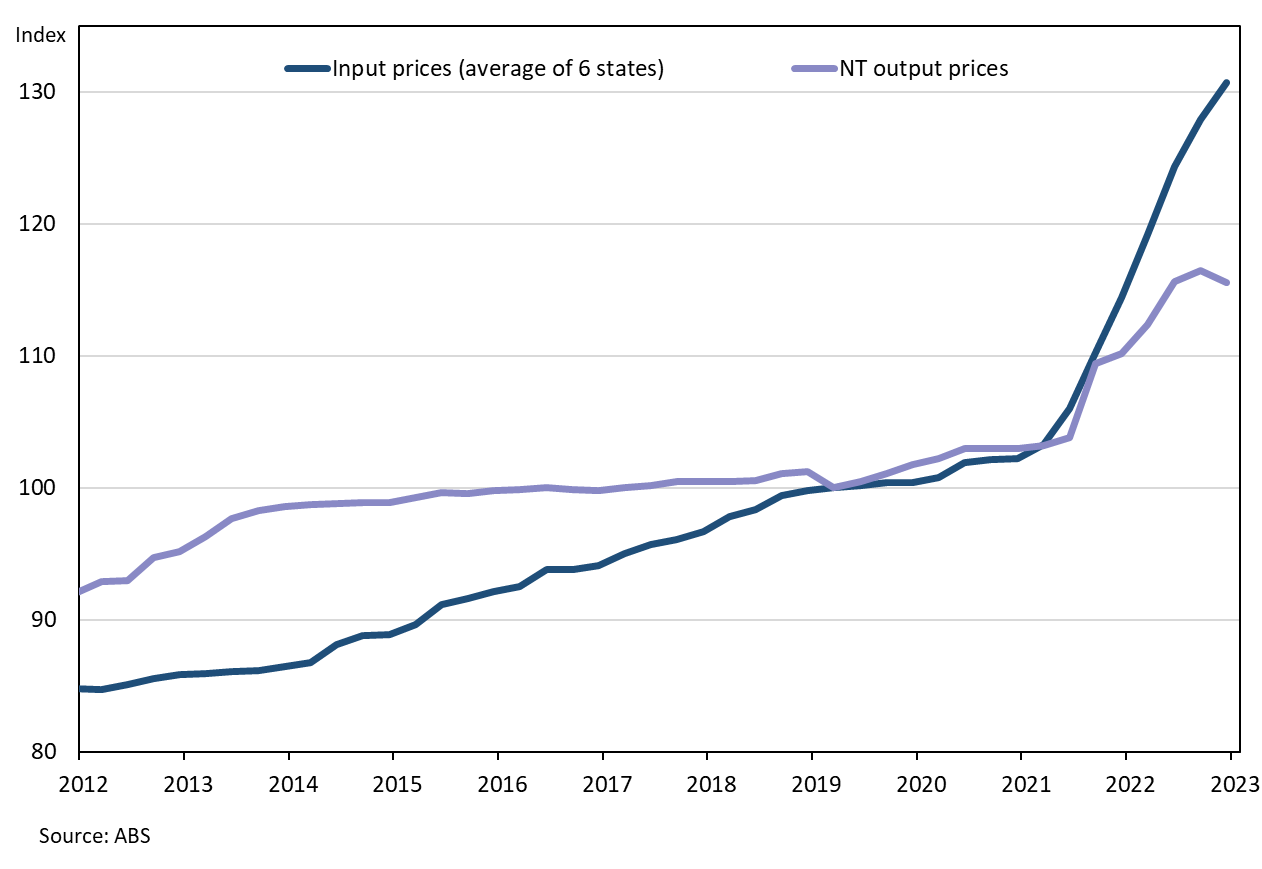 Index
Input prices (average of 6 states)
NT output prices
130
120
110
100
90
80
2012 2013 2014 2015 2016 2017 2018 2019 2020 2021 2022 2023
Source: ABS